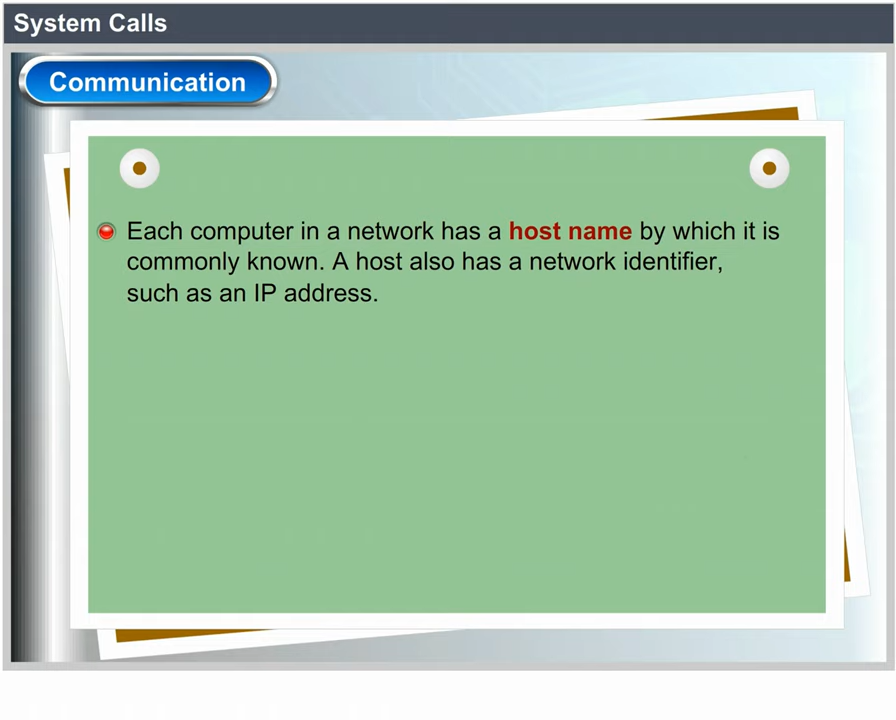 System Calls
Communication
Each computer in a network has a host name by which it is
commonly known. A host also has a network identifier,
such as an IP address.